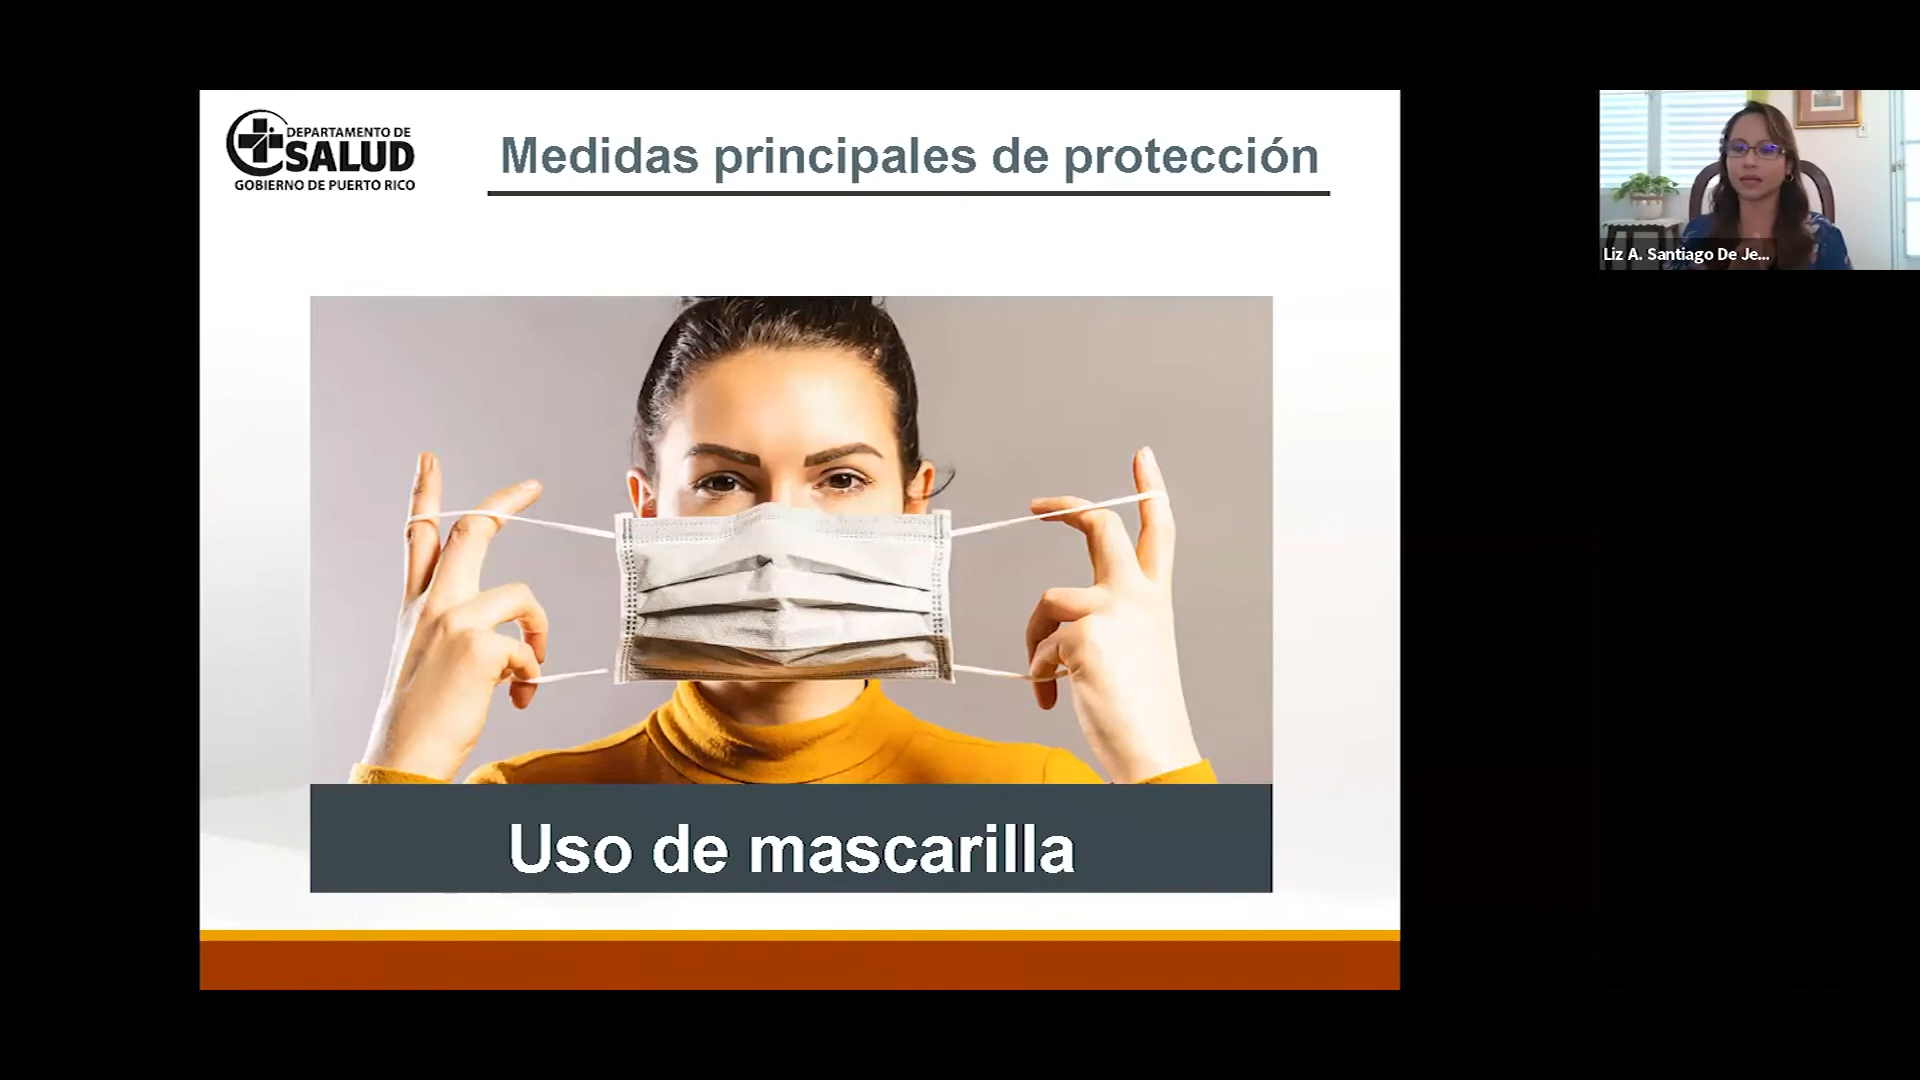 DEPARTAMENTO DE
SALUD
GOBIERNO DE PUERTO RICO
Medidas principales de protección
Uso de mascarilla
Liz A. Santiago De Je...